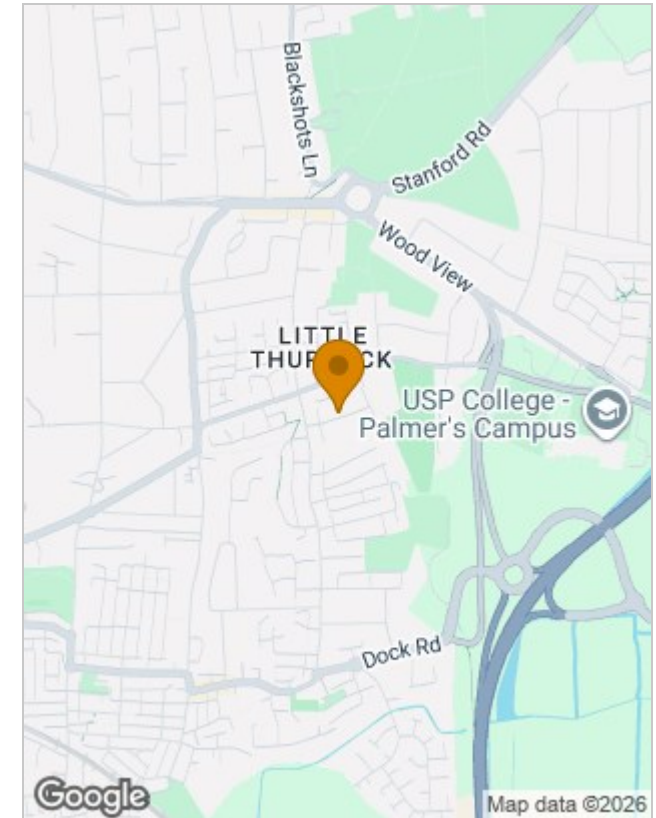 Blackshots Ln
Stanford Rd
Wood View
LITTLE
USP College -
Palmer's Campus
Dock Rd
Google
Map data ©2026